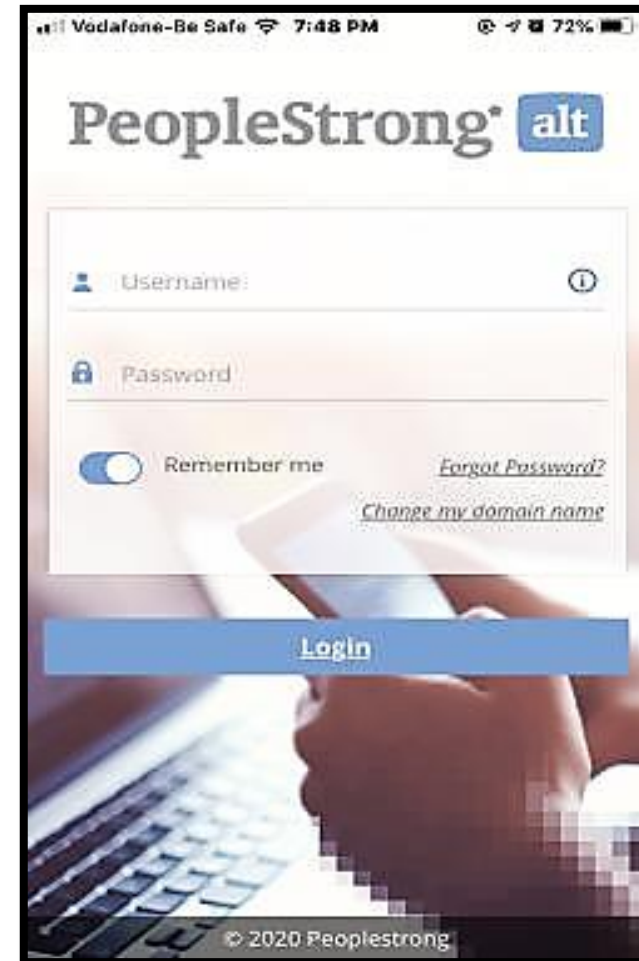 Vodafone-Be Safe 7:48 PM 72%
PeopleStrong alt
Username
Password
Remember me Forgot Password?
Change my domain name
Login
© 2020 Peoplestrong